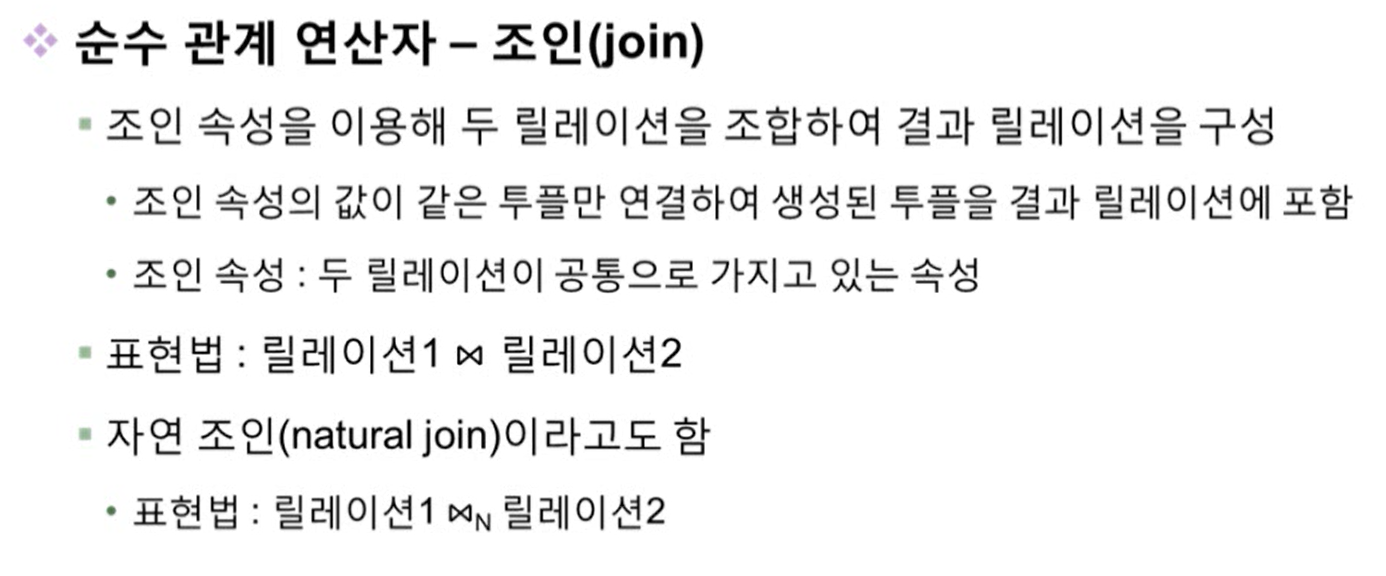 ❖ 순수 관계 연산자 – 조인(join)
▪ 조인 속성을 이용해 두 릴레이션을 조합하여 결과 릴레이션을 구성
• 조인 속성의 값이 같은 투플만 연결하여 생성된 투플을 결과 릴레이션에 포함
• 조인 속성 : 두 릴레이션이 공통으로 가지고 있는 속성
▪ 표현법 : 릴레이션1 ⋈ 릴레이션2
▪ 자연 조인(natural join)이라고도 함
• 표현법 : 릴레이션1 ⋈N 릴레이션2